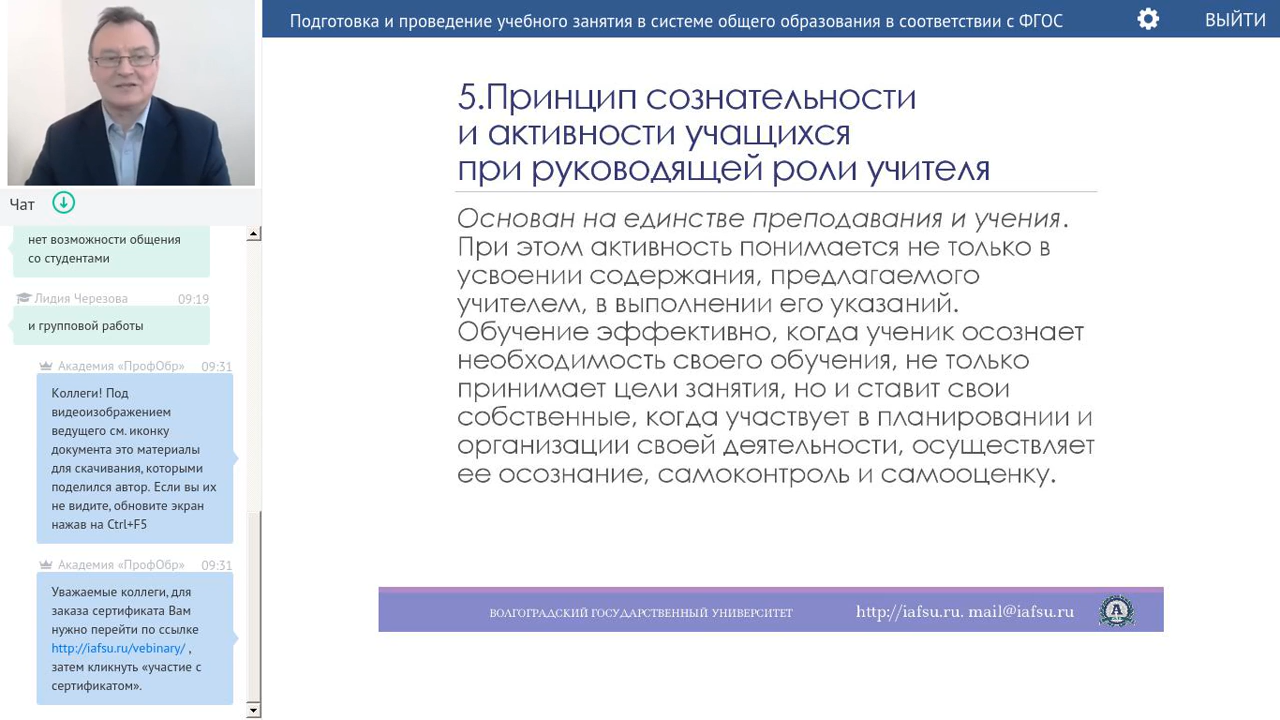 Подготовка и проведение учебного занятия в системе общего образования в соответствии с ФГОС
ВЫЙТИ
Чат
нет возможности общения
со студентами
Лидия Черезова 09:19
и групповой работы
Академия «ПрофОбр» 09:31
Коллеги! Под
видеоизображением
ведущего см. иконку
документа это материалы
для скачивания, которыми
поделился автор. Если вы их
не видите, обновите экран
нажав на Ctrl+F5
Академия «ПрофОбр» 09:31
Уважаемые коллеги, для
заказа сертификата Вам
нужно перейти по ссылке
http://iafsu.ru/vebinary/ ,
затем кликнуть «участие с
сертификатом».
5.Принцип сознательности
и активности учащихся
при руководящей роли учителя
Основан на единстве преподавания и учения.
При этом активность понимается не только в
усвоении содержания, предлагаемого
учителем, в выполнении его указаний.
Обучение эффективно, когда ученик осознает
необходимость своего обучения, не только
принимает цели занятия, но и ставит свои
собственные, когда участвует в планировании и
организации своей деятельности, осуществляет
ее осознание, самоконтроль и самооценку.
ВОЛГОГРАДСКИЙ ГОСУДАРСТВЕННЫЙ УНИВЕРСИТЕТ
http://iafsu.ru. mail@iafsu.ru